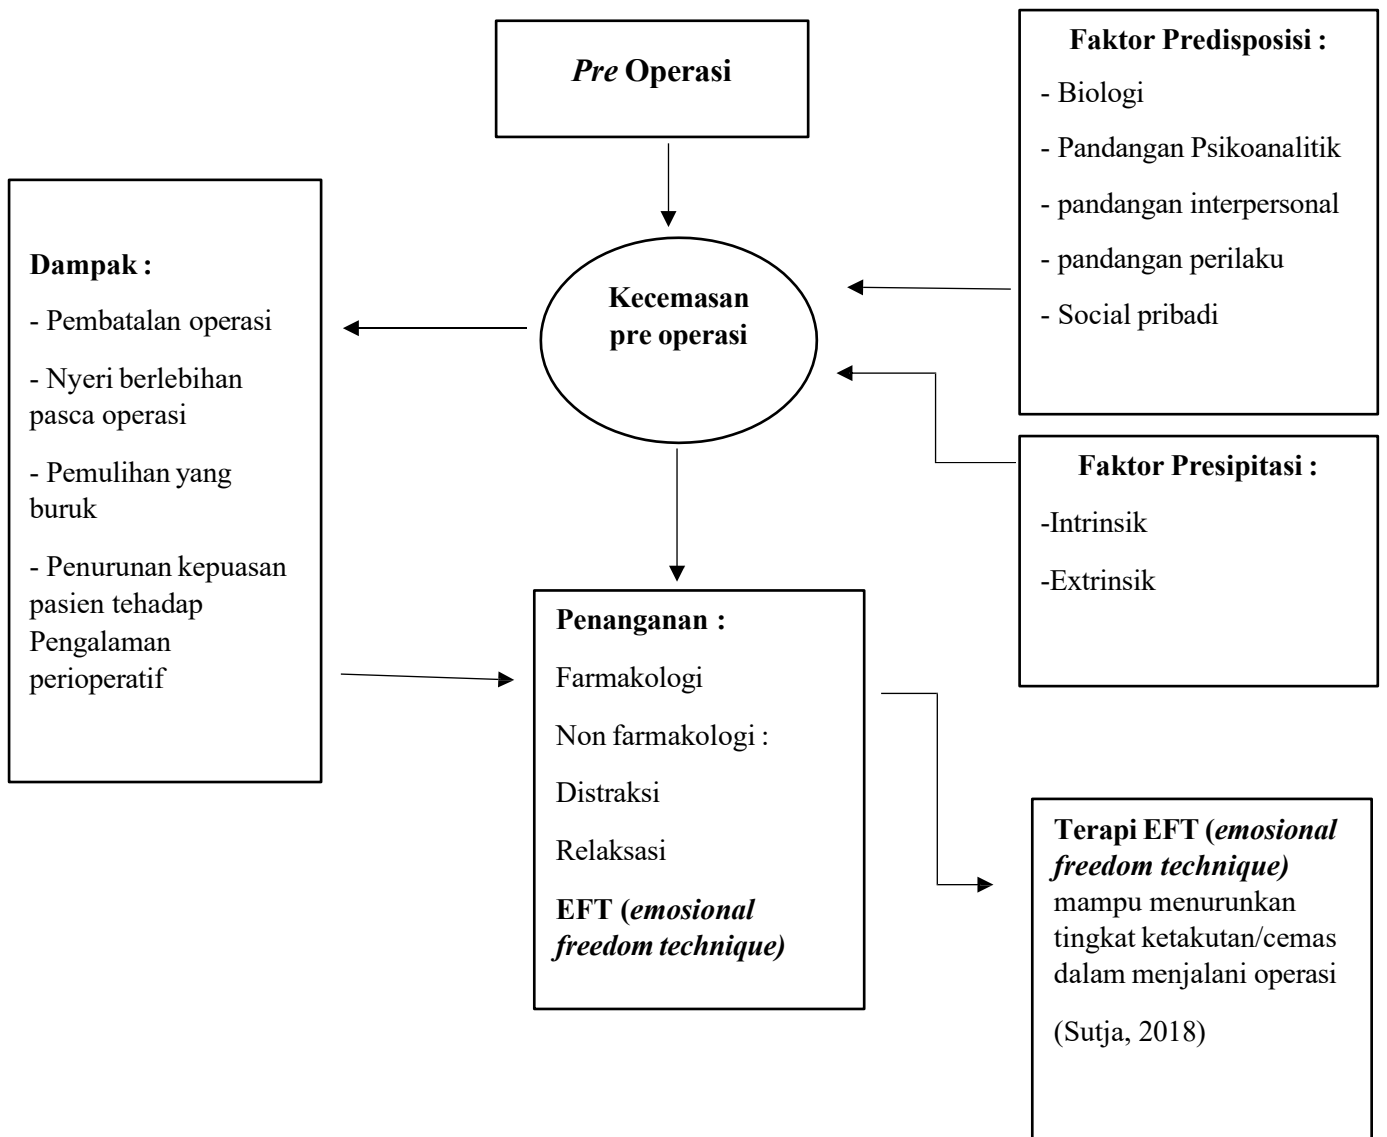 Pre Operasi
Faktor Predisposisi :
- Biologi
- Pandangan Psikoanalitik
- pandangan interpersonal
- pandangan perilaku
- Social pribadi
Dampak :
- Pembatalan operasi
- Nyeri berlebihan
pasca operasi
- Pemulihan yang
buruk
- Penurunan kepuasan
pasien tehadap
Pengalaman
perioperatif
Kecemasan
pre operasi
Faktor Presipitasi :
-Intrinsik
-Extrinsik
Penanganan :
Farmakologi
Non farmakologi :
Distraksi
Relaksasi
EFT (emosional
freedom technique)
Terapi EFT (emosional
freedom technique)
mampu menurunkan
tingkat ketakutan/cemas
dalam menjalani operasi
(Sutja, 2018)